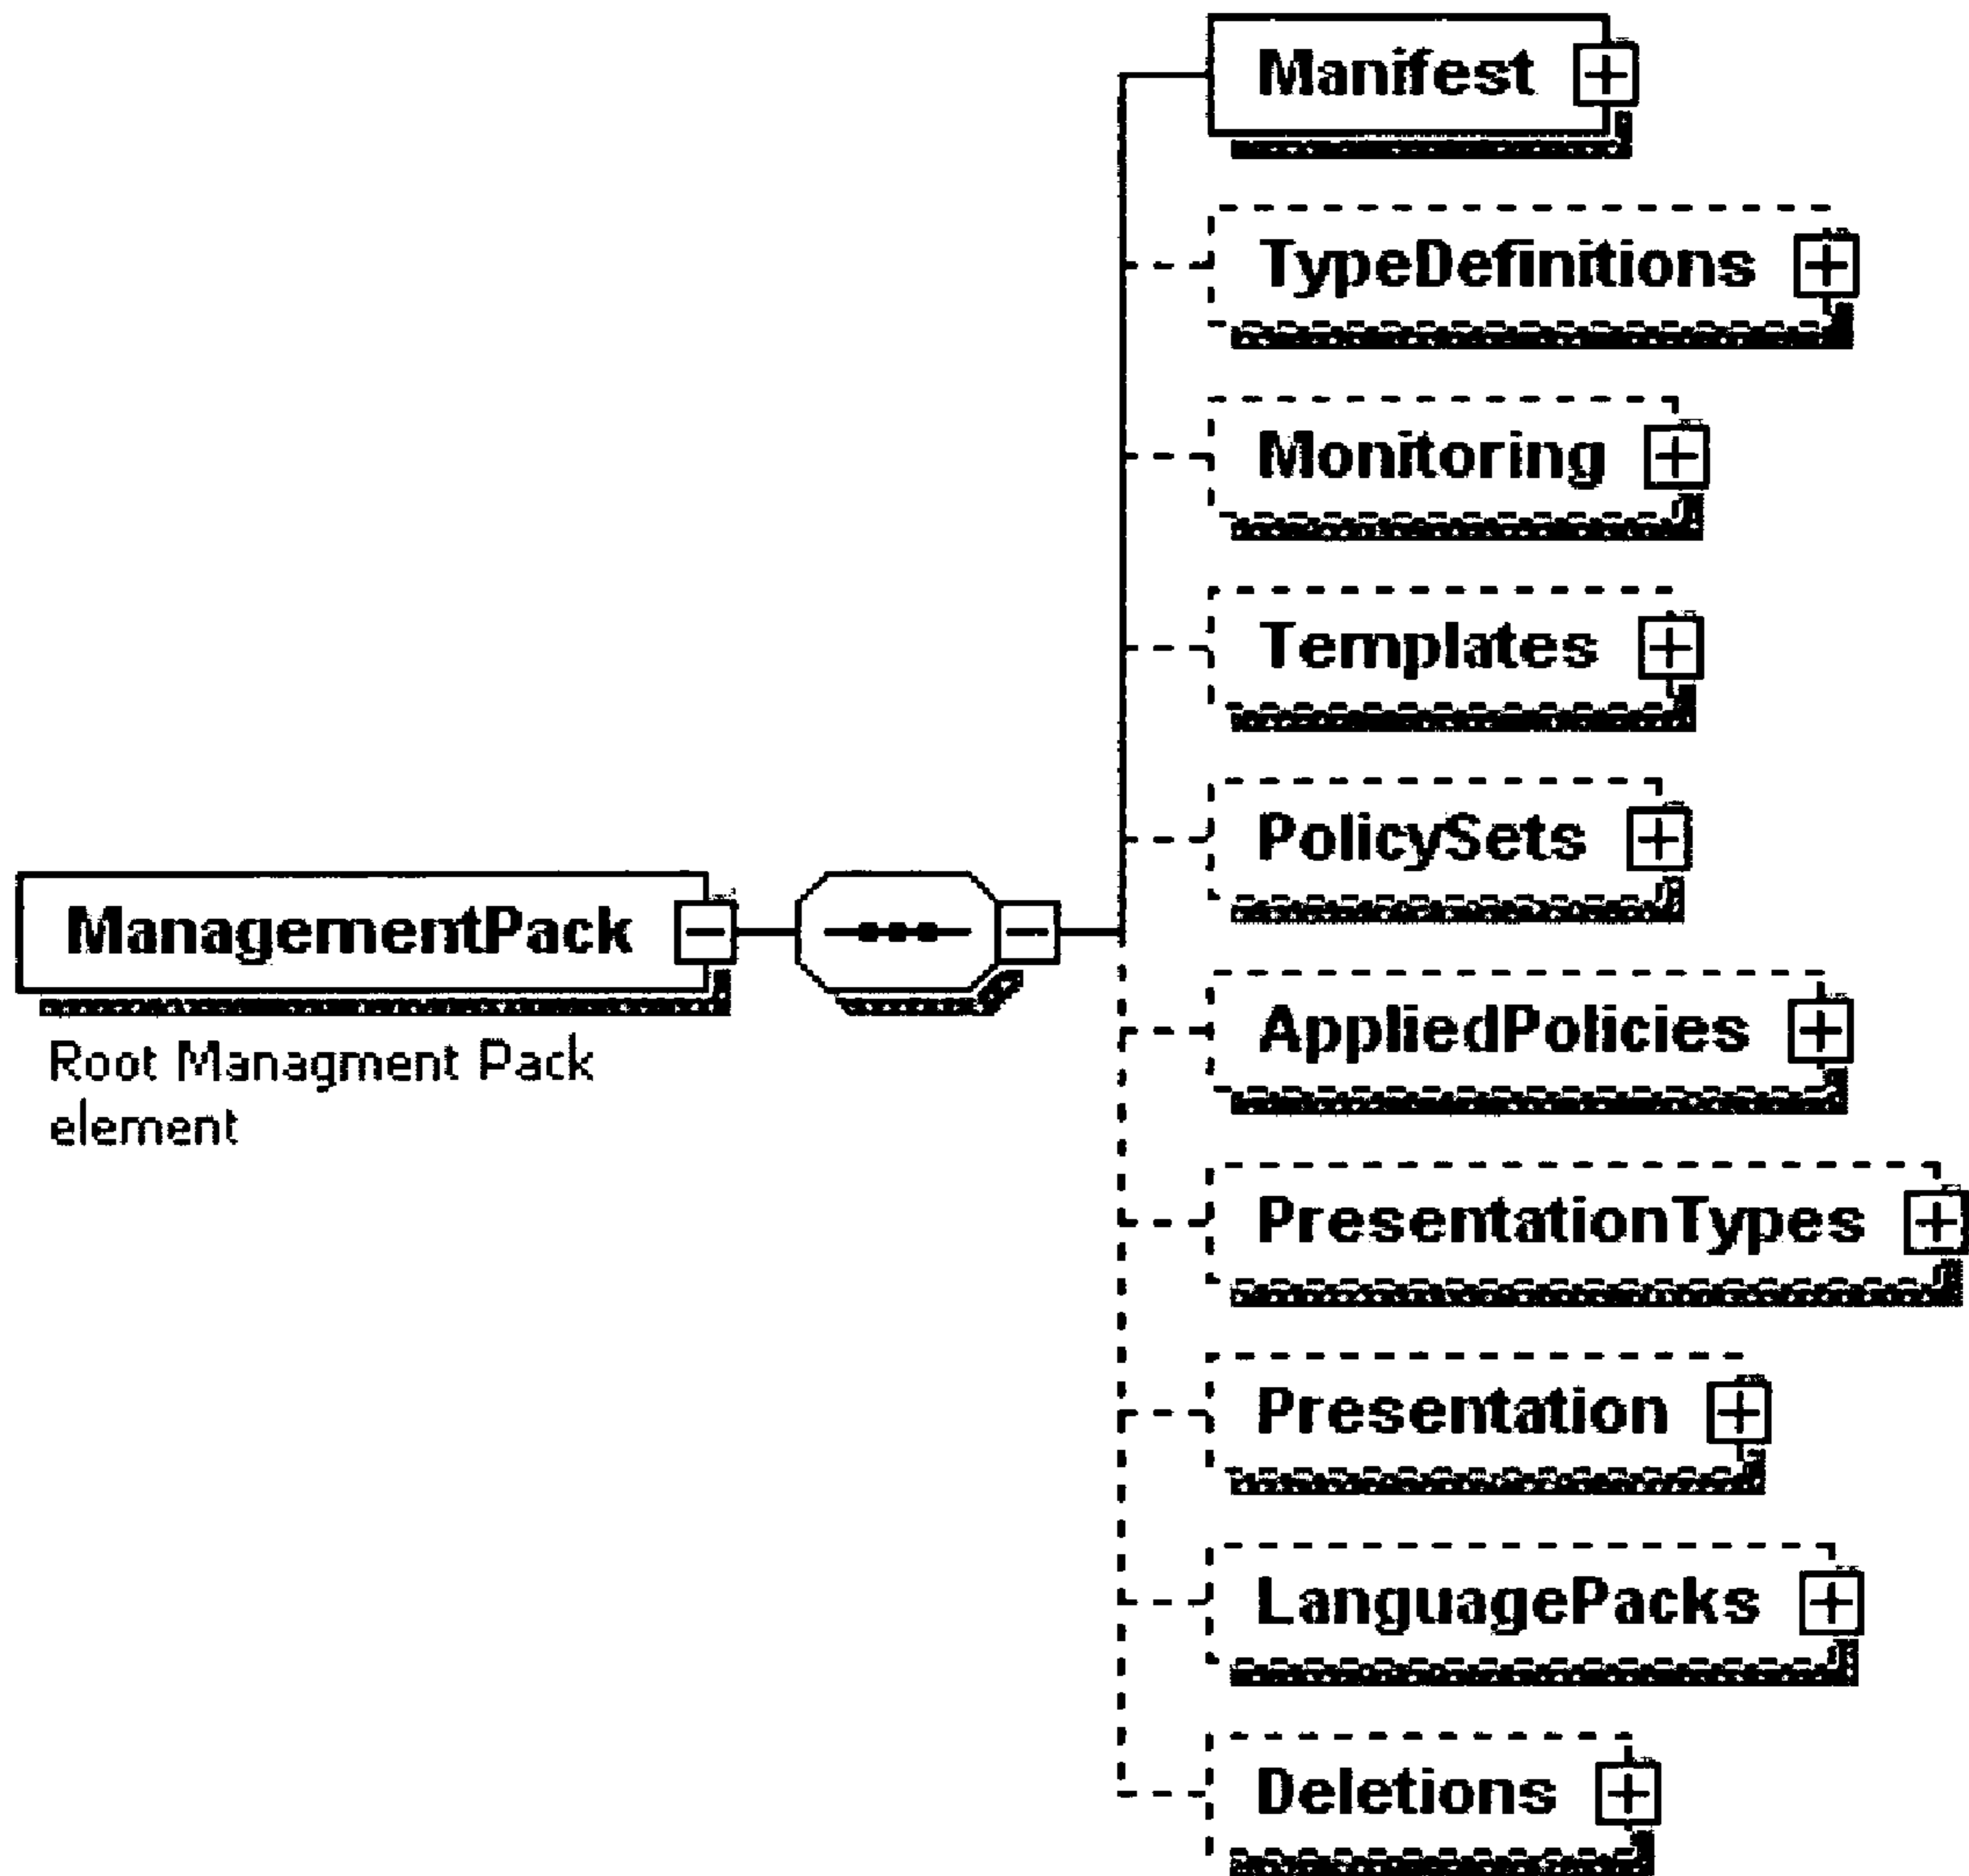 Manifest
TypeDefinitions
Monitoring
Templates
PolicySets
ManagementPack
Root Managment Pack
element
AppliedPolicies
PresentationTypes
Presentation
LanguagePacks
Deletions